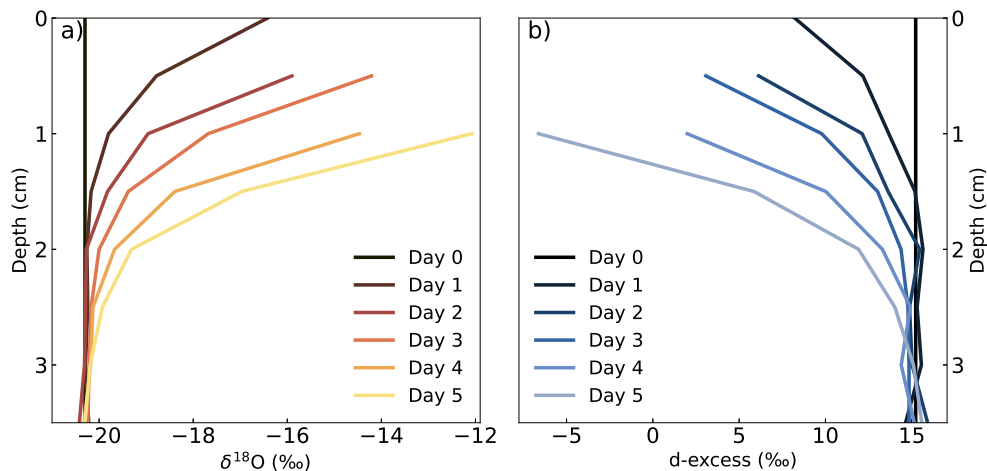 a)
0
1
2
3
Depth (cm)
Day 0
Day 1
Day 2
Day 3
Day 4
Day 5
−20 −18 −16 −14 −12
δ¹⁸O (‰)
b)
0
1
2
3
Depth (cm)
Day 0
Day 1
Day 2
Day 3
Day 4
Day 5
−5 0 5 10 15
d-excess (‰)